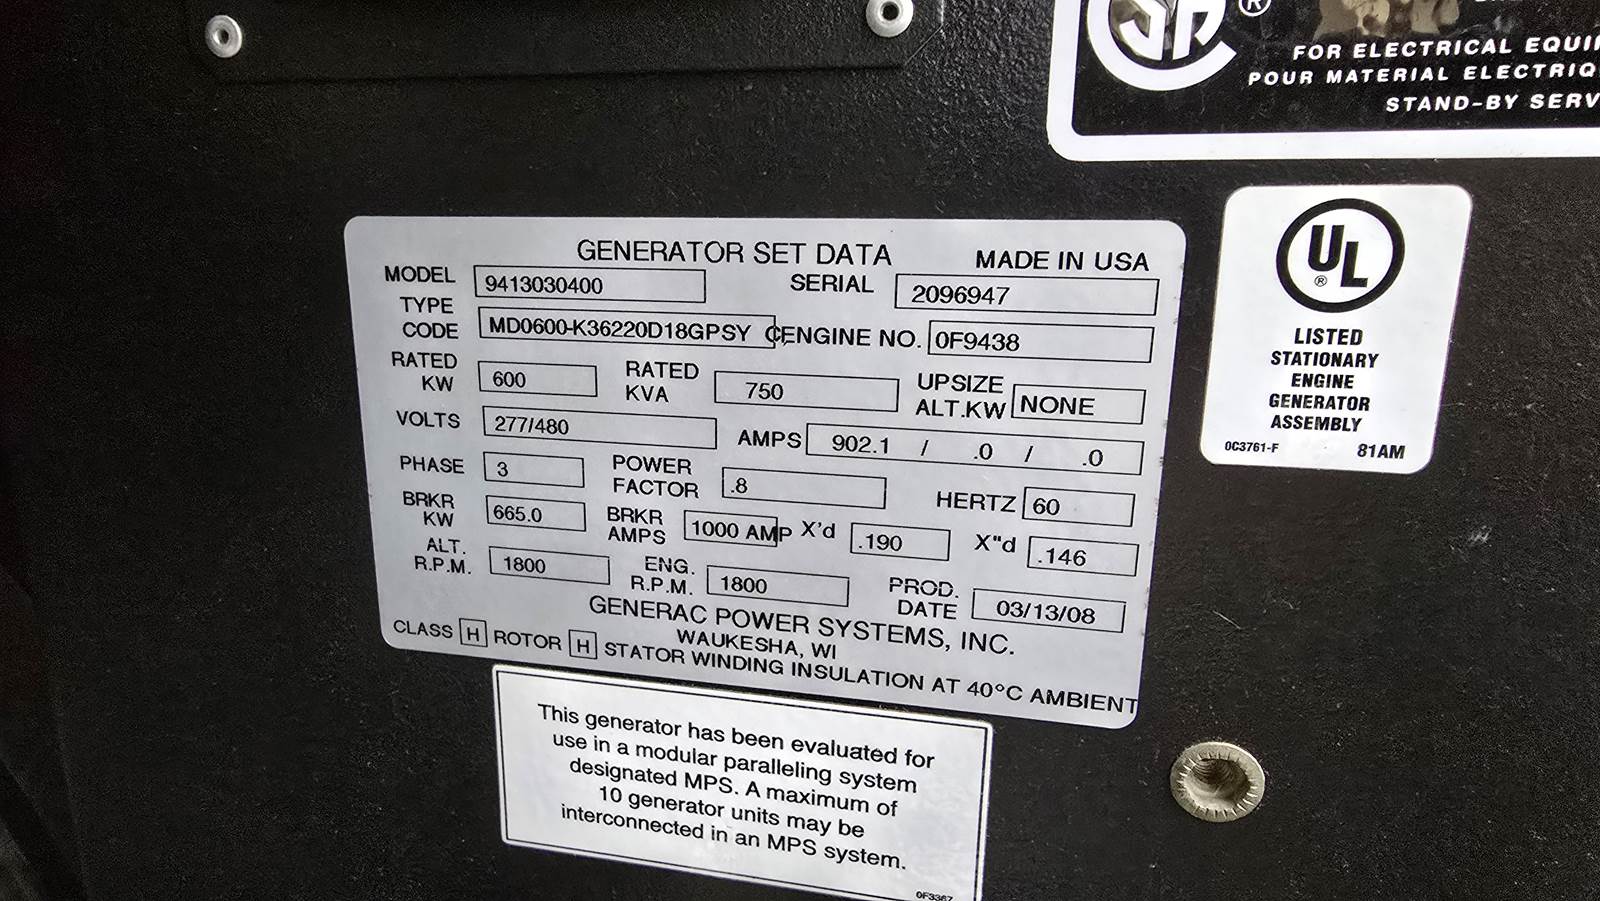 SP ®
FOR ELECTRICAL
POUR MATERIAL
STAND-BY
GENERATOR SET DATA MADE IN USA
MODEL 9413030400 SERIAL 2096947
TYPE CODE MD0600-K36220D18GPSY C ENGINE NO. 0F9438
RATED KW 600 RATED KVA 750 UPSIZE ALT.KW NONE
VOLTS 277/480 AMPS 902.1 / .0 / .0
PHASE 3 POWER FACTOR .8 HERTZ 60
BRKR KW 665.0 BRKR AMPS 1000 AMP X'd .190 X"d .146
ALT. R.P.M. 1800 ENG. R.P.M. 1800 PROD. DATE 03/13/08
GENERAC POWER SYSTEMS, INC.
WAUKESHA, WI
CLASS H ROTOR H STATOR WINDING INSULATION AT 40°C AMBIENT
UL ®
LISTED
STATIONARY
ENGINE
GENERATOR
ASSEMBLY
0C3761-F 81AM
This generator has been evaluated for
use in a modular paralleling system
designated MPS. A maximum of
10 generator units may be
interconnected in an MPS system.
0F3367